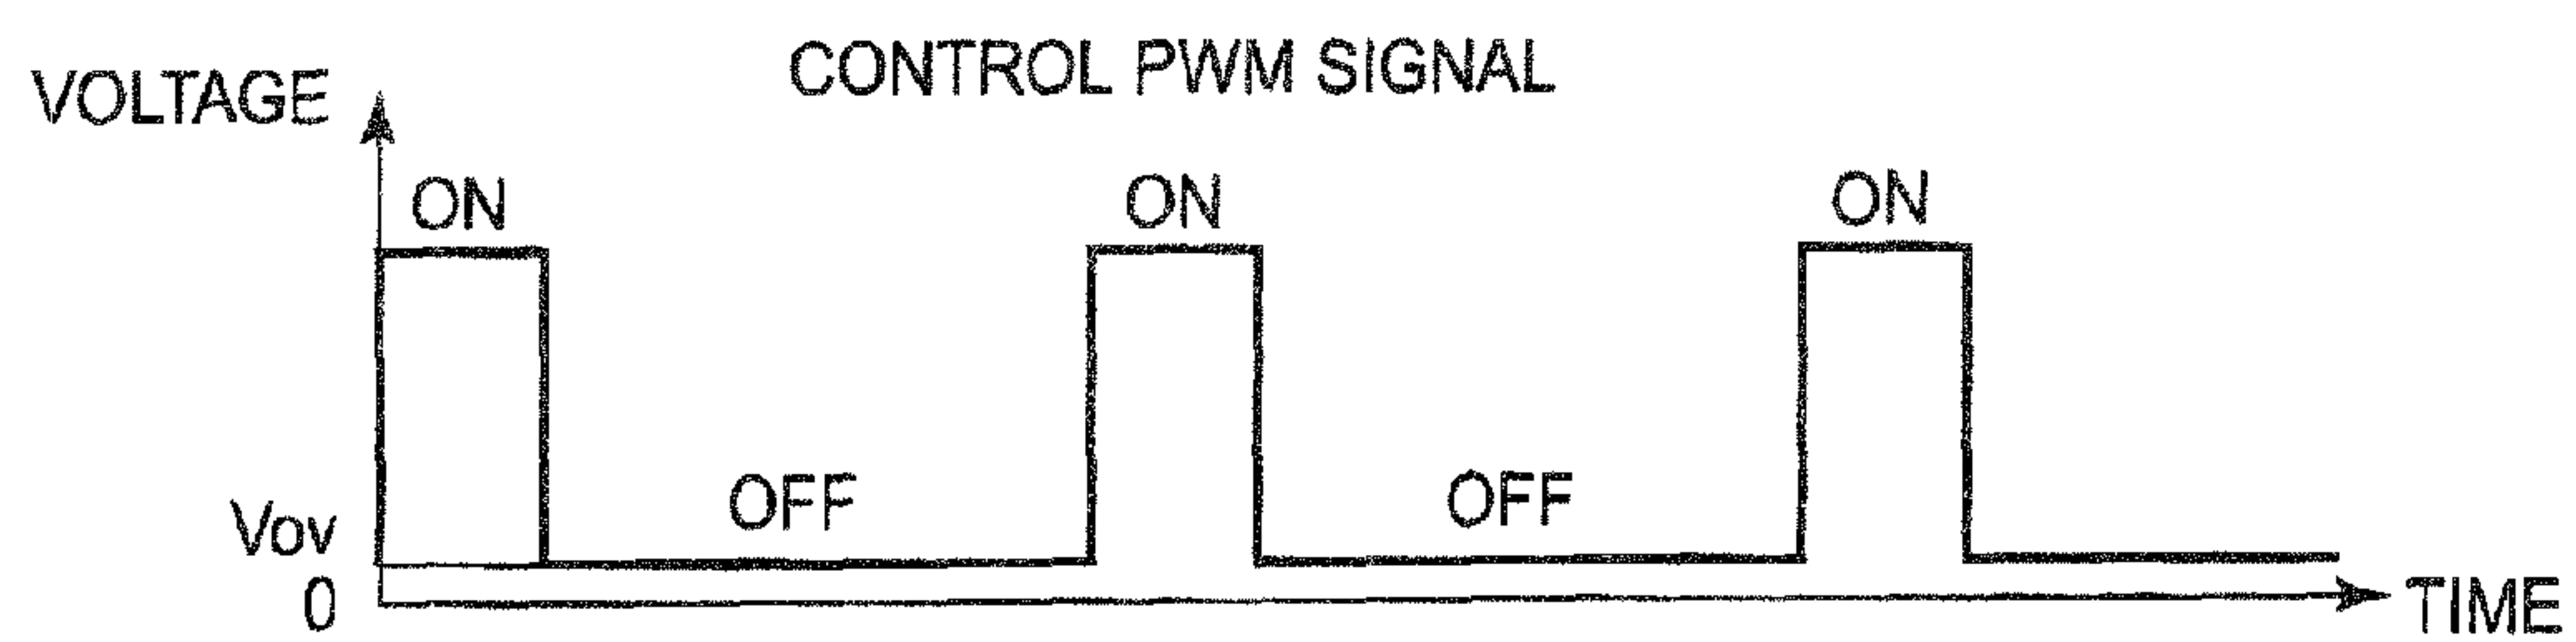 CONTROL PWM SIGNAL
VOLTAGE
ON ON ON
OFF OFF
Vov
0
TIME